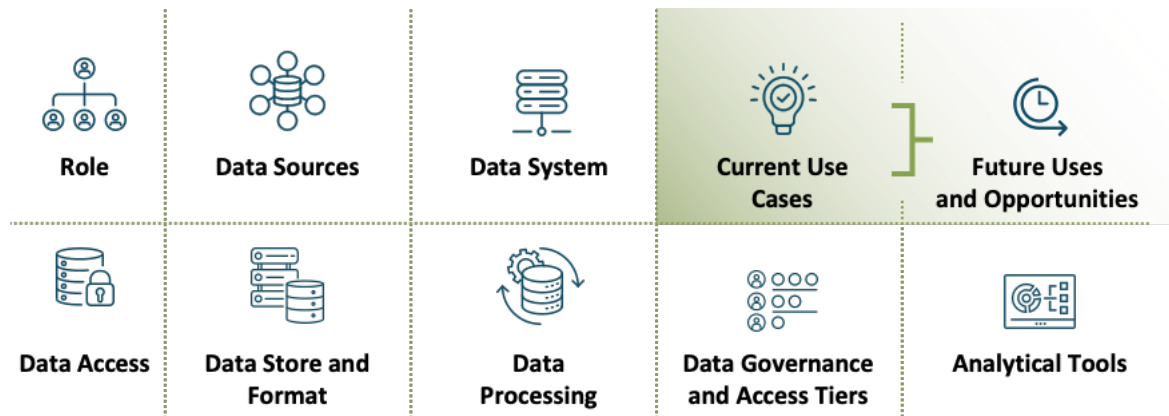 Role
Data Sources
Data System
Current Use
Cases
Future Uses
and Opportunities
Data Access
Data Store and
Format
Data
Processing
Data Governance
and Access Tiers
Analytical Tools